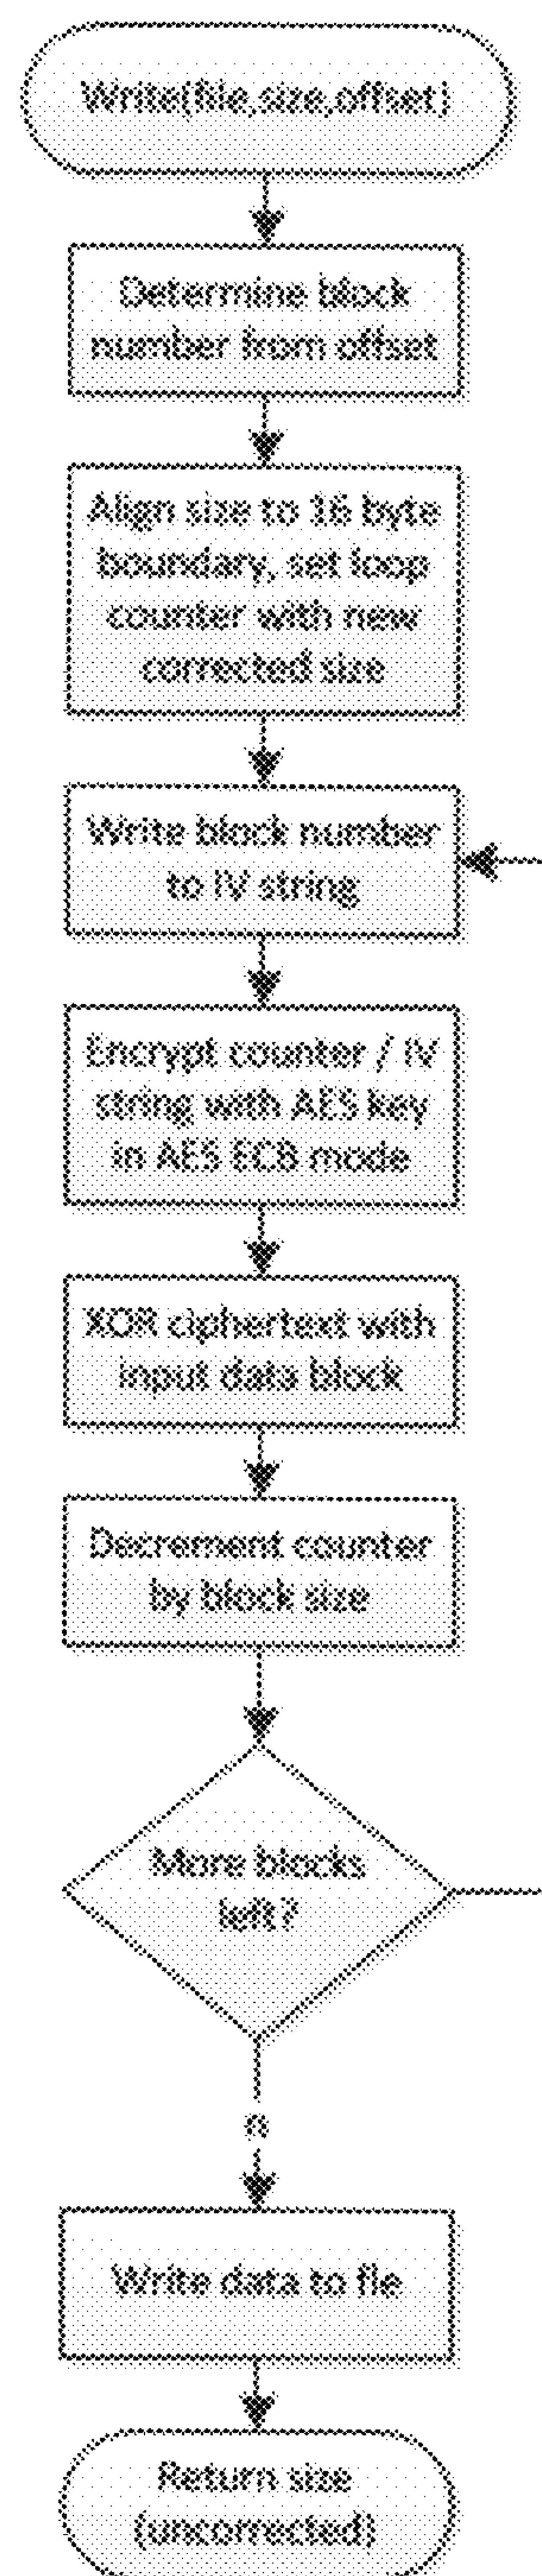 Write(file,size,offset)
Determine block
number from offset
Align size to 16 byte
boundary, set loop
counter with new
corrected size
Write block number
to IV string
Encrypt counter / IV
string with AES key
in AES ECB mode
XOR ciphertext with
input data block
Decrement counter
by block size
More blocks
left?
n
Write data to file
Return size
(uncorrected)